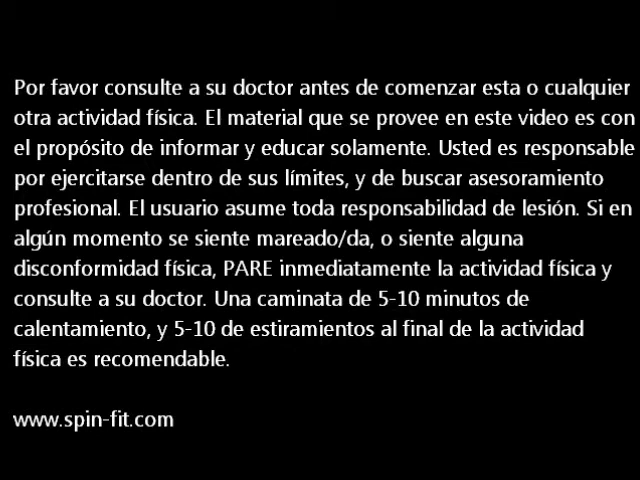 Por favor consulte a su doctor antes de comenzar esta o cualquier
otra actividad física. El material que se provee en este video es con
el propósito de informar y educar solamente. Usted es responsable
por ejercitarse dentro de sus límites, y de buscar asesoramiento
profesional. El usuario asume toda responsabilidad de lesión. Si en
algún momento se siente mareado/da, o siente alguna
disconformidad física, PARE inmediatamente la actividad física y
consulte a su doctor. Una caminata de 5-10 minutos de
calentamiento, y 5-10 de estiramientos al final de la actividad
física es recomendable.
www.spin-fit.com